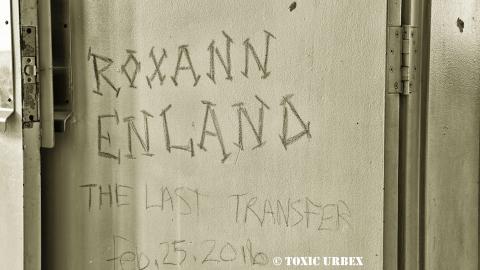 ROXANN
ENLAND
THE LAST TRANSFER
Feb, 25, 2016
© TOXIC URBEX